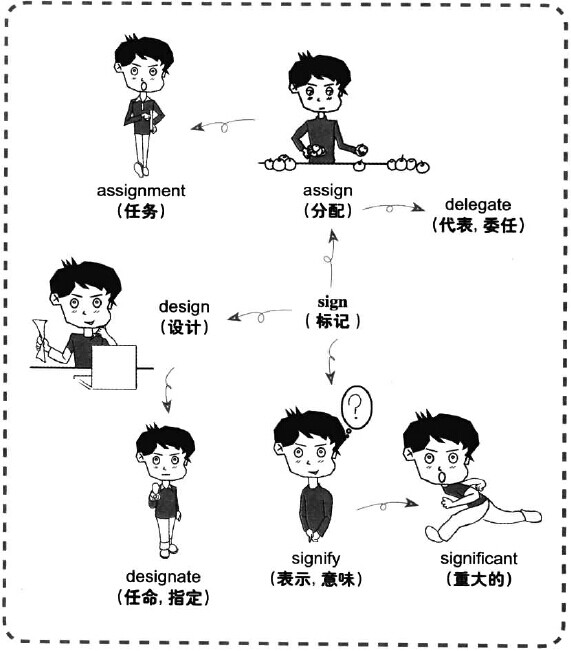 assignment
(任务)
assign
(分配)
delegate
(代表, 委任)
design
(设计)
sign
(标记)
?
designate
(任命, 指定)
signify
(表示, 意味)
significant
(重大的)